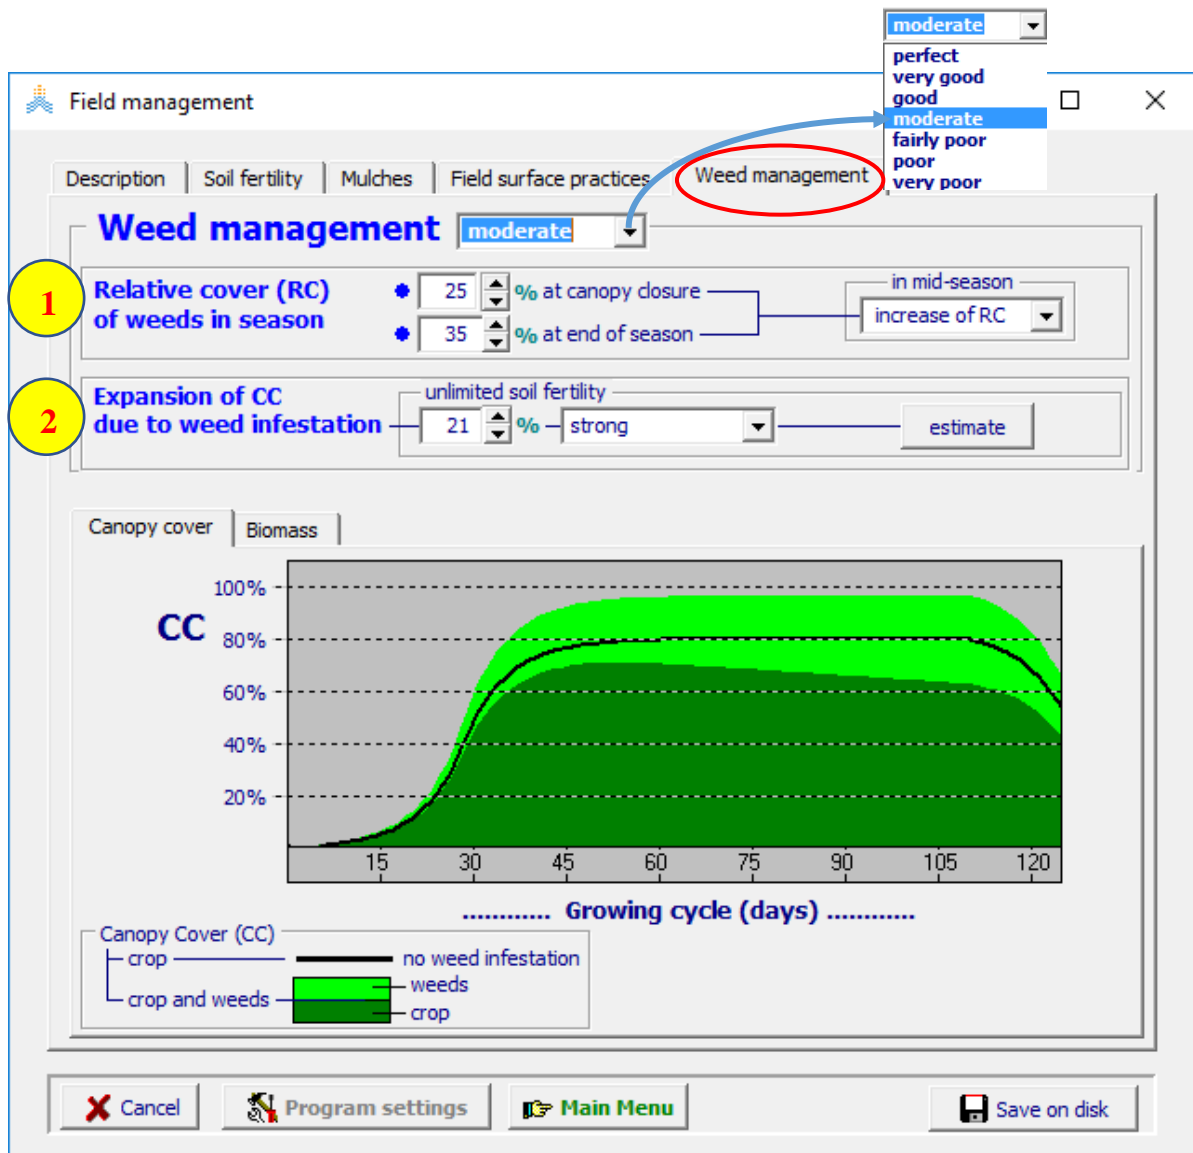 moderate
perfect
very good
good
moderate
fairly poor
poor
very poor
Field management
Description
Soil fertility
Mulches
Field surface practices
Weed management
Weed management
moderate
1
Relative cover (RC)
of weeds in season
25 % at canopy closure
35 % at end of season
in mid-season
increase of RC
2
Expansion of CC
due to weed infestation
unlimited soil fertility
21 %
strong
estimate
Canopy cover
Biomass
CC
100%
80%
60%
40%
20%
15 30 45 60 75 90 105 120
............ Growing cycle (days) ............
Canopy Cover (CC)
crop
no weed infestation
crop and weeds
weeds
crop
Cancel
Program settings
Main Menu
Save on disk